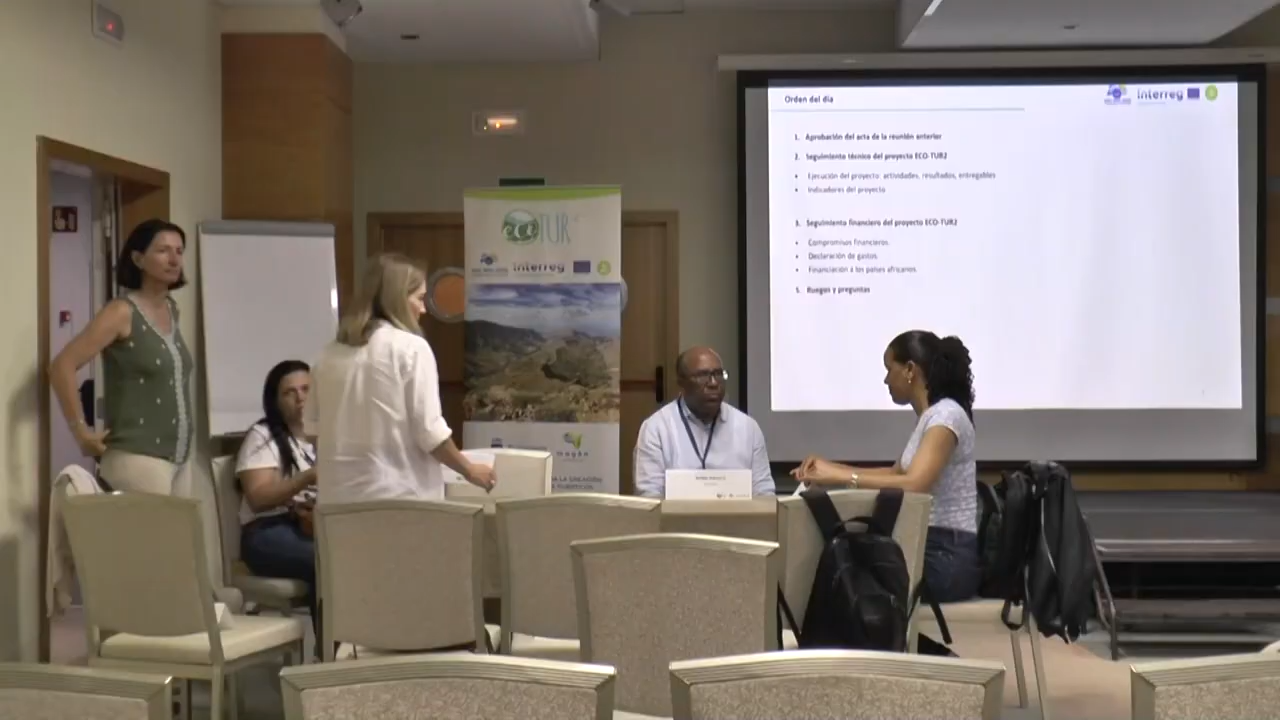 Orden del día
Interreg
1. Aprobación del acta de la reunión anterior
2. Seguimiento técnico del proyecto ECO-TUR2
• Ejecución del proyecto: actividades, resultados, entregables
• Indicadores del proyecto
3. Seguimiento financiero del proyecto ECO-TUR2
• Compromisos financieros.
• Declaración de gastos.
• Financiación a los países africanos.
5. Ruegos y preguntas
eco TUR
Interreg
LA CREACIÓN